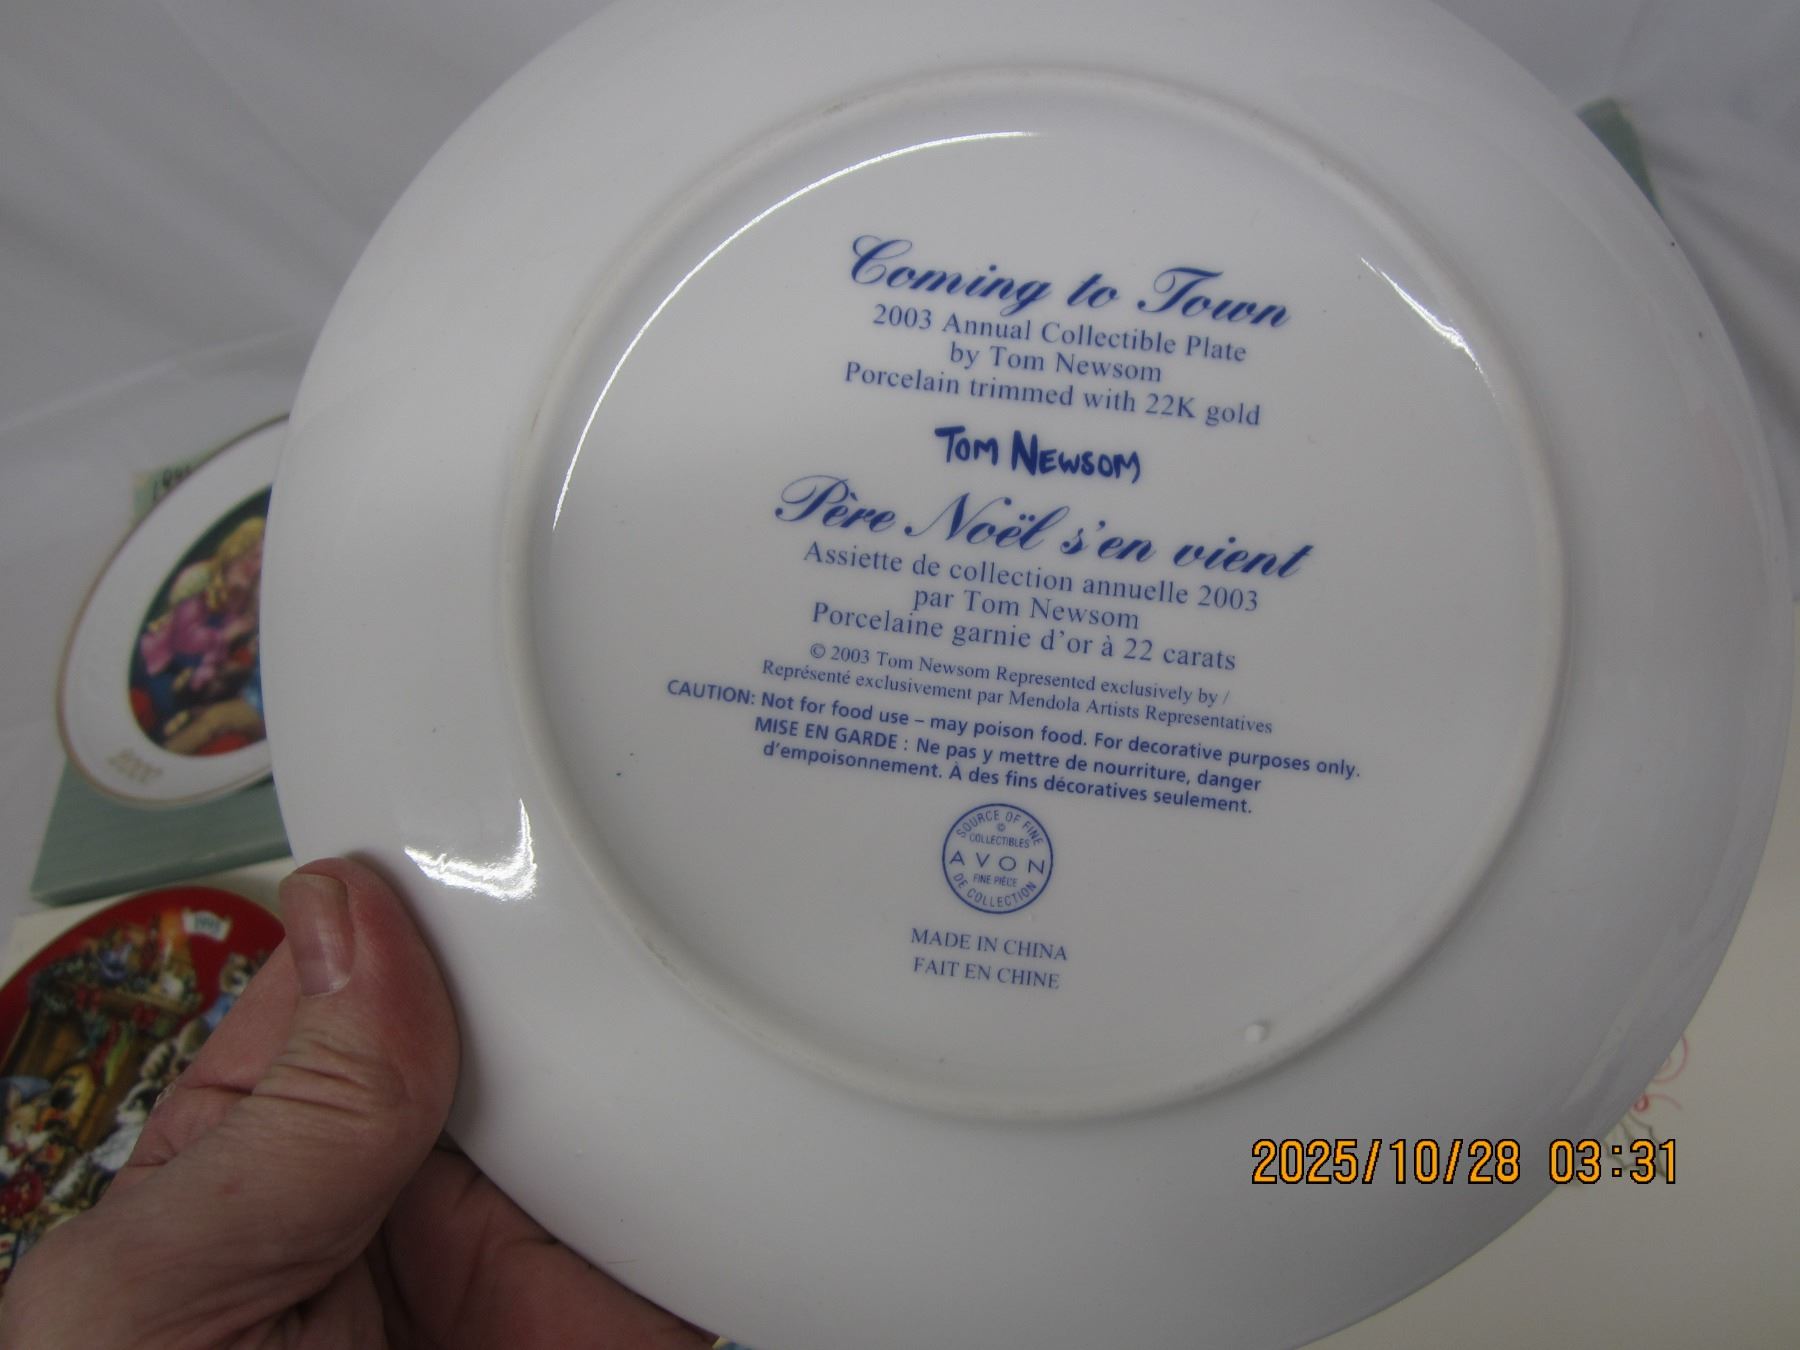 Coming to Town
2003 Annual Collectible Plate
by Tom Newsom
Porcelain trimmed with 22K gold
TOM NEWSOM
Père Noël s'en vient
Assiette de collection annuelle 2003
par Tom Newsom
Porcelaine garnie d'or à 22 carats
© 2003 Tom Newsom Represented exclusively by /
Représenté exclusivement par Mendola Artists Representatives
CAUTION: Not for food use – may poison food. For decorative purposes only.
MISE EN GARDE : Ne pas y mettre de nourriture, danger
d'empoisonnement. À des fins décoratives seulement.
SOURCE OF FINE
©
COLLECTIBLES
AVON
FINE PIÈCE
DE COLLECTION
MADE IN CHINA
FAIT EN CHINE
2025/10/28 03:31